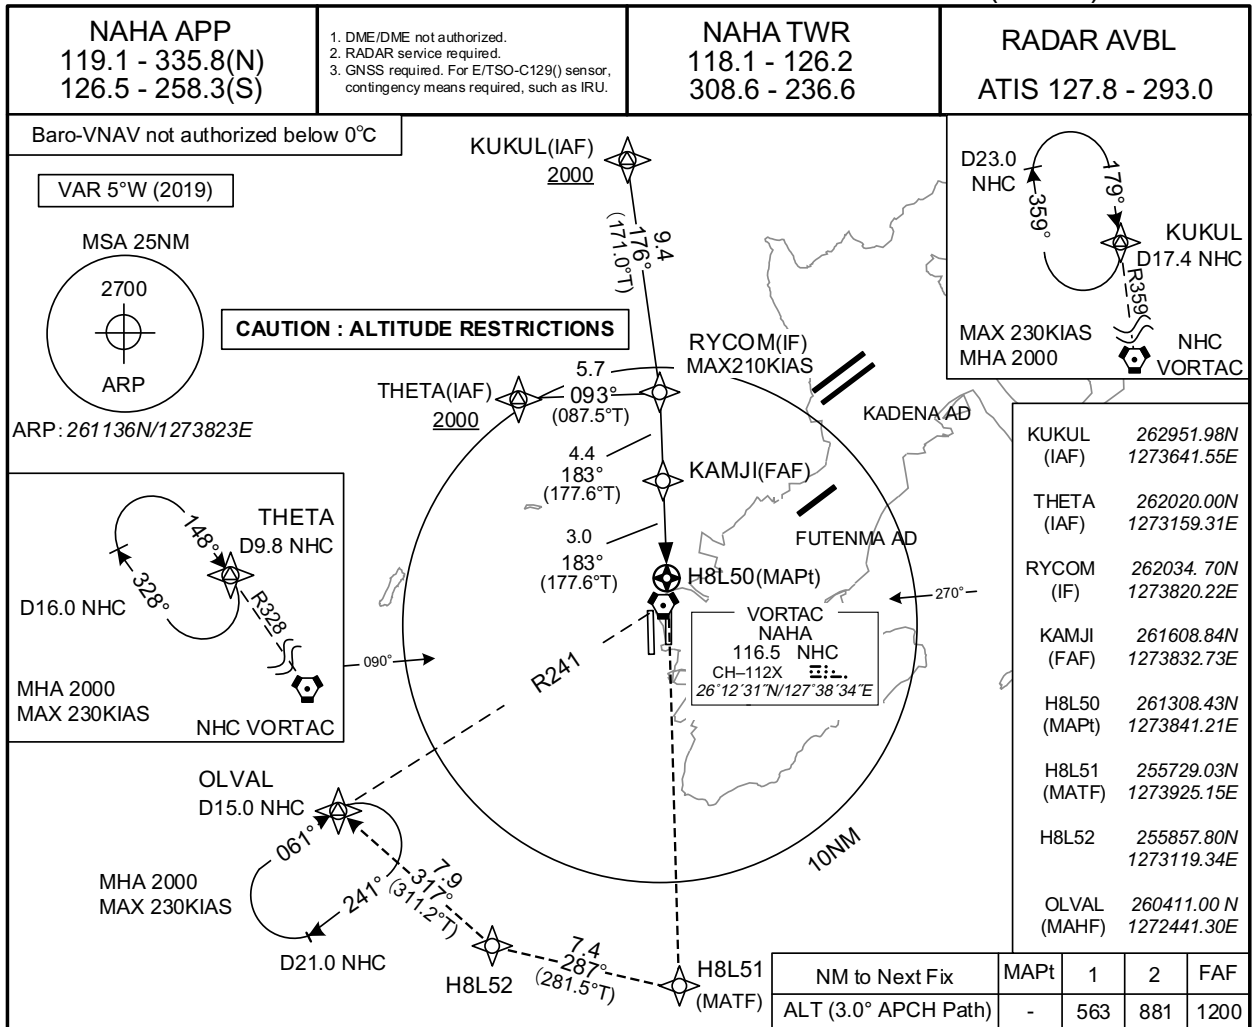 NAHA APP
119.1 - 335.8(N)
126.5 - 258.3(S)
1. DME/DME not authorized.
2. RADAR service required.
3. GNSS required. For E/TSO-C129() sensor,
contingency means required, such as IRU.
NAHA TWR
118.1 - 126.2
308.6 - 236.6
RADAR AVBL
ATIS 127.8 - 293.0
Baro-VNAV not authorized below 0°C
VAR 5°W (2019)
MSA 25NM
2700
ARP
ARP: 261136N/1273823E
CAUTION : ALTITUDE RESTRICTIONS
KUKUL(IAF)
2000
9.4
176°
(171.0°T)
RYCOM(IF)
MAX210KIAS
THETA(IAF)
2000
5.7
093°
(087.5°T)
KADENA AD
4.4
183°
(177.6°T)
KAMJI(FAF)
3.0
183°
(177.6°T)
FUTENMA AD
H8L50(MAPt)
VORTAC
NAHA
116.5 NHC
CH–112X
26°12′31″N/127°38′34″E
270°
090°
10NM
R241
D23.0
NHC
179°
359°
KUKUL
D17.4 NHC
R359
MAX 230KIAS
MHA 2000
NHC
VORTAC
THETA
D9.8 NHC
148°
328°
D16.0 NHC
R328
MHA 2000
MAX 230KIAS
NHC VORTAC
OLVAL
D15.0 NHC
061°
241°
MHA 2000
MAX 230KIAS
D21.0 NHC
7.9
317°
(311.2°T)
H8L52
7.4
287°
(281.5°T)
H8L51
(MATF)
KUKUL 262951.98N
(IAF) 1273641.55E
THETA 262020.00N
(IAF) 1273159.31E
RYCOM 262034. 70N
(IF) 1273820.22E
KAMJI 261608.84N
(FAF) 1273832.73E
H8L50 261308.43N
(MAPt) 1273841.21E
H8L51 255729.03N
(MATF) 1273925.15E
H8L52 255857.80N
1273119.34E
OLVAL 260411.00 N
(MAHF) 1272441.30E
NM to Next Fix MAPt 1 2 FAF
ALT (3.0° APCH Path) - 563 881 1200